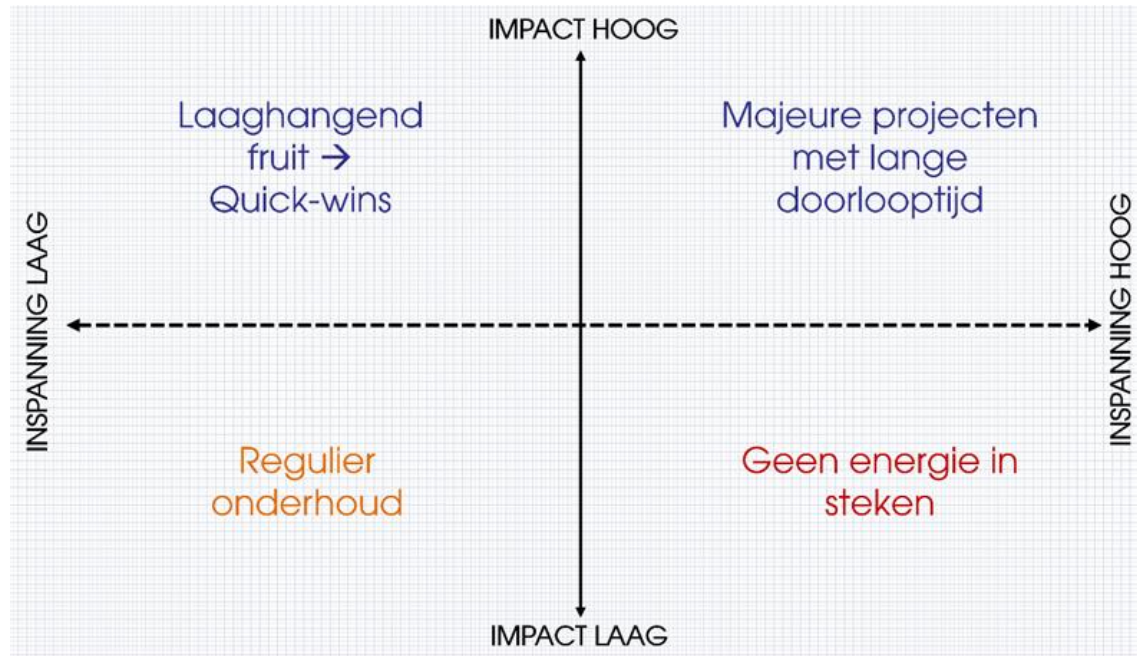 IMPACT HOOG
Laaghangend
fruit →
Quick-wins
Majeure projecten
met lange
doorlooptijd
INSPANNING LAAG
INSPANNING HOOG
Regulier
onderhoud
Geen energie in
steken
IMPACT LAAG